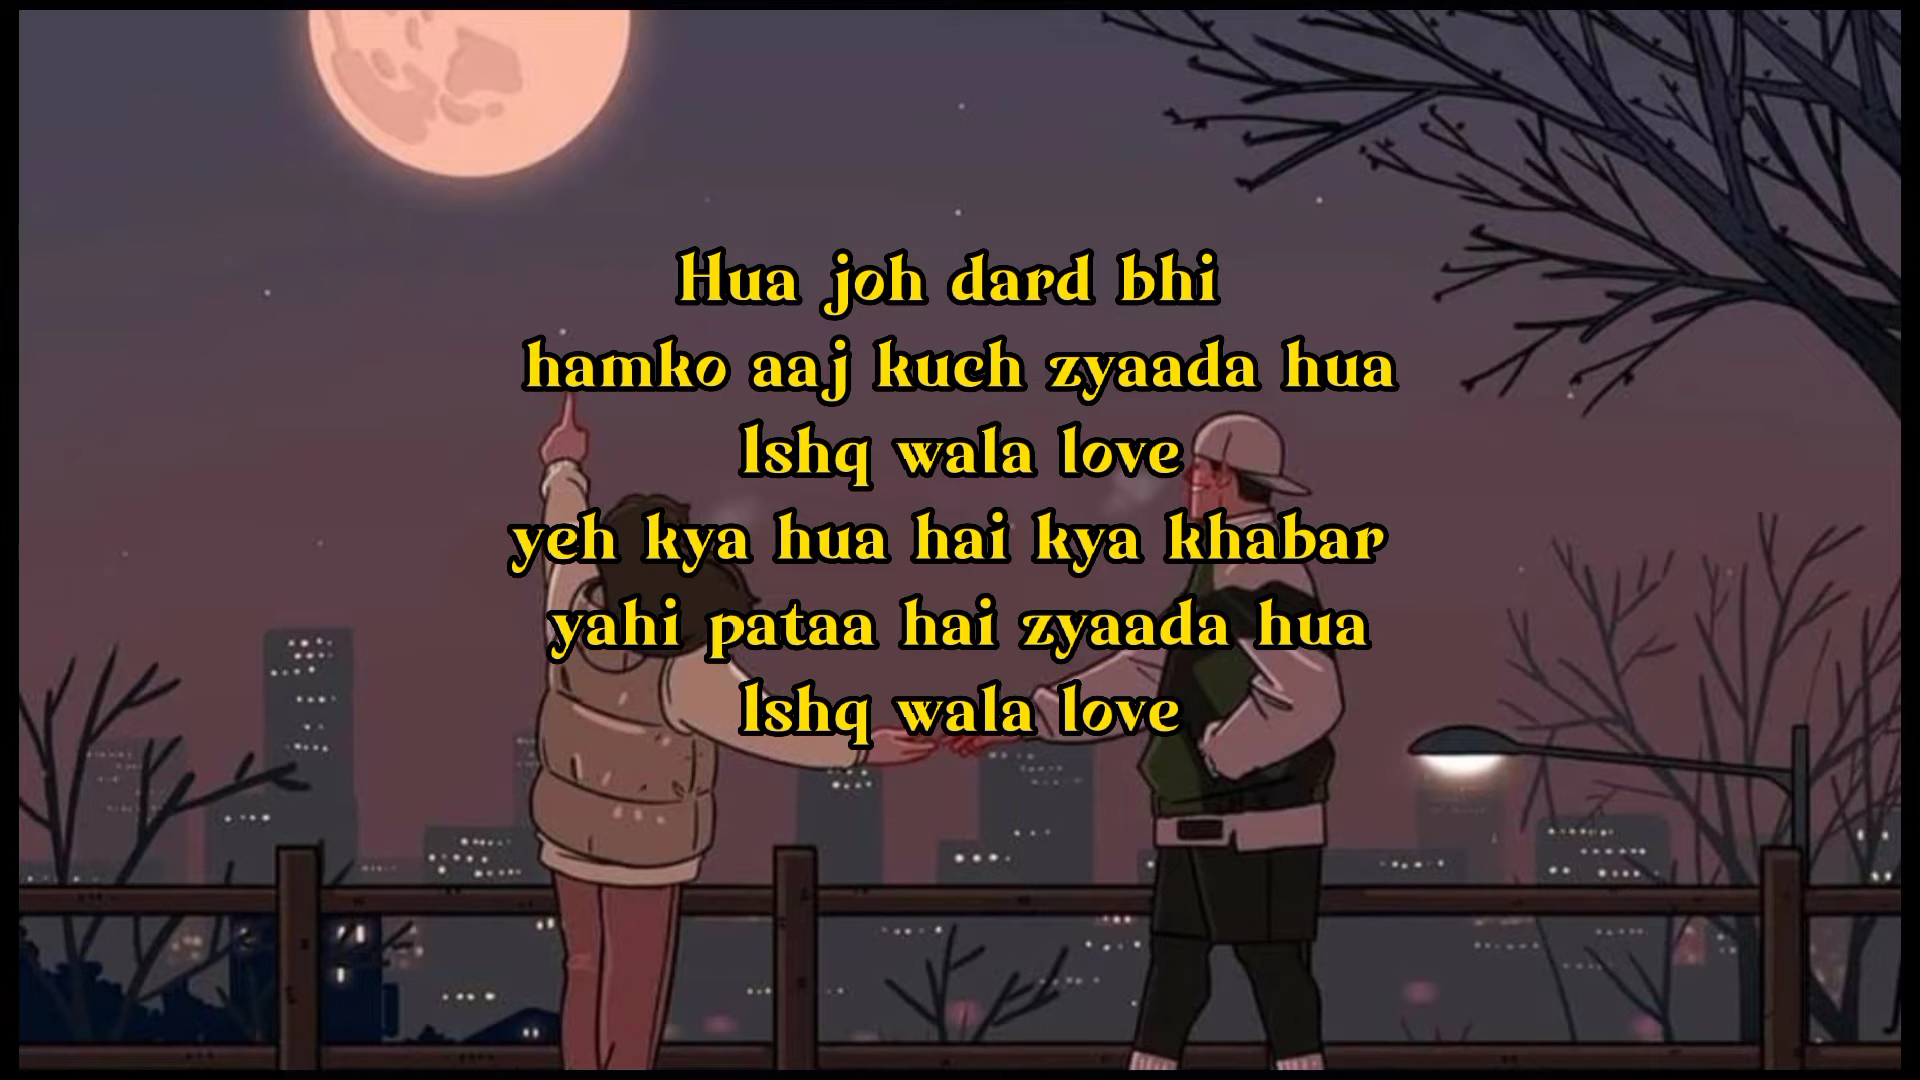 Hua joh dard bhi
hamko aaj kuch zyaada hua
Ishq wala love
yeh kya hua hai kya khabar
yahi pataa hai zyaada hua
Ishq wala love